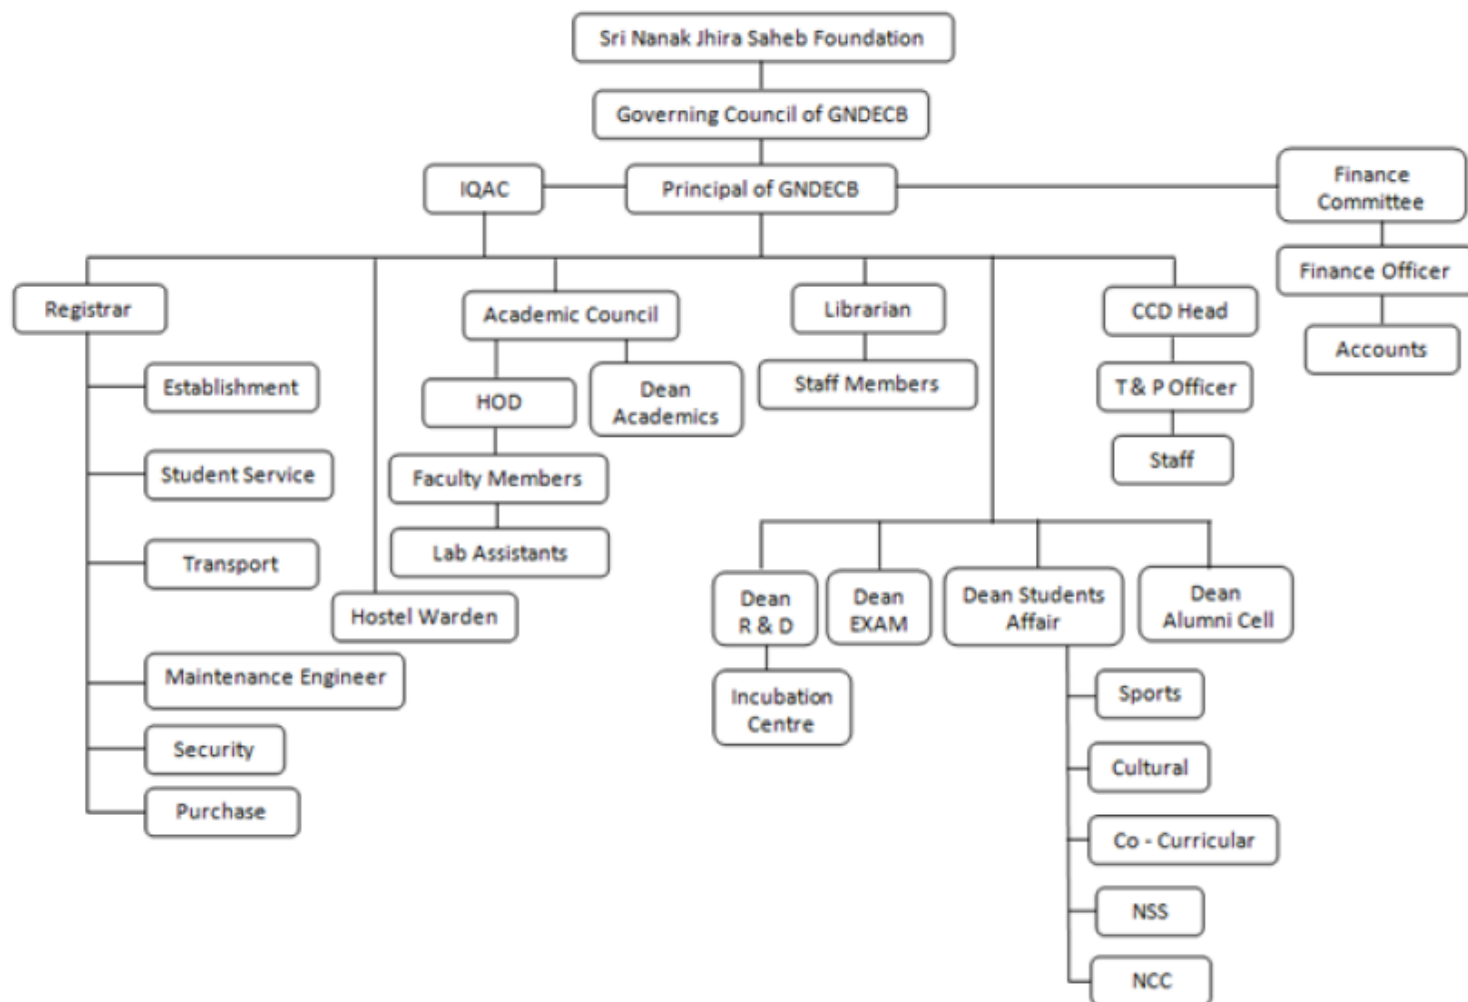 Sri Nanak Jhira Saheb Foundation
Governing Council of GNDECB
IQAC
Principal of GNDECB
Finance
Committee
Finance Officer
Accounts
Registrar
Academic Council
Librarian
CCD Head
Establishment
HOD
Dean
Academics
Staff Members
T & P Officer
Student Service
Faculty Members
Staff
Transport
Lab Assistants
Hostel Warden
Dean
R & D
Dean
EXAM
Dean Students
Affair
Dean
Alumni Cell
Maintenance Engineer
Incubation
Centre
Sports
Security
Cultural
Purchase
Co - Curricular
NSS
NCC